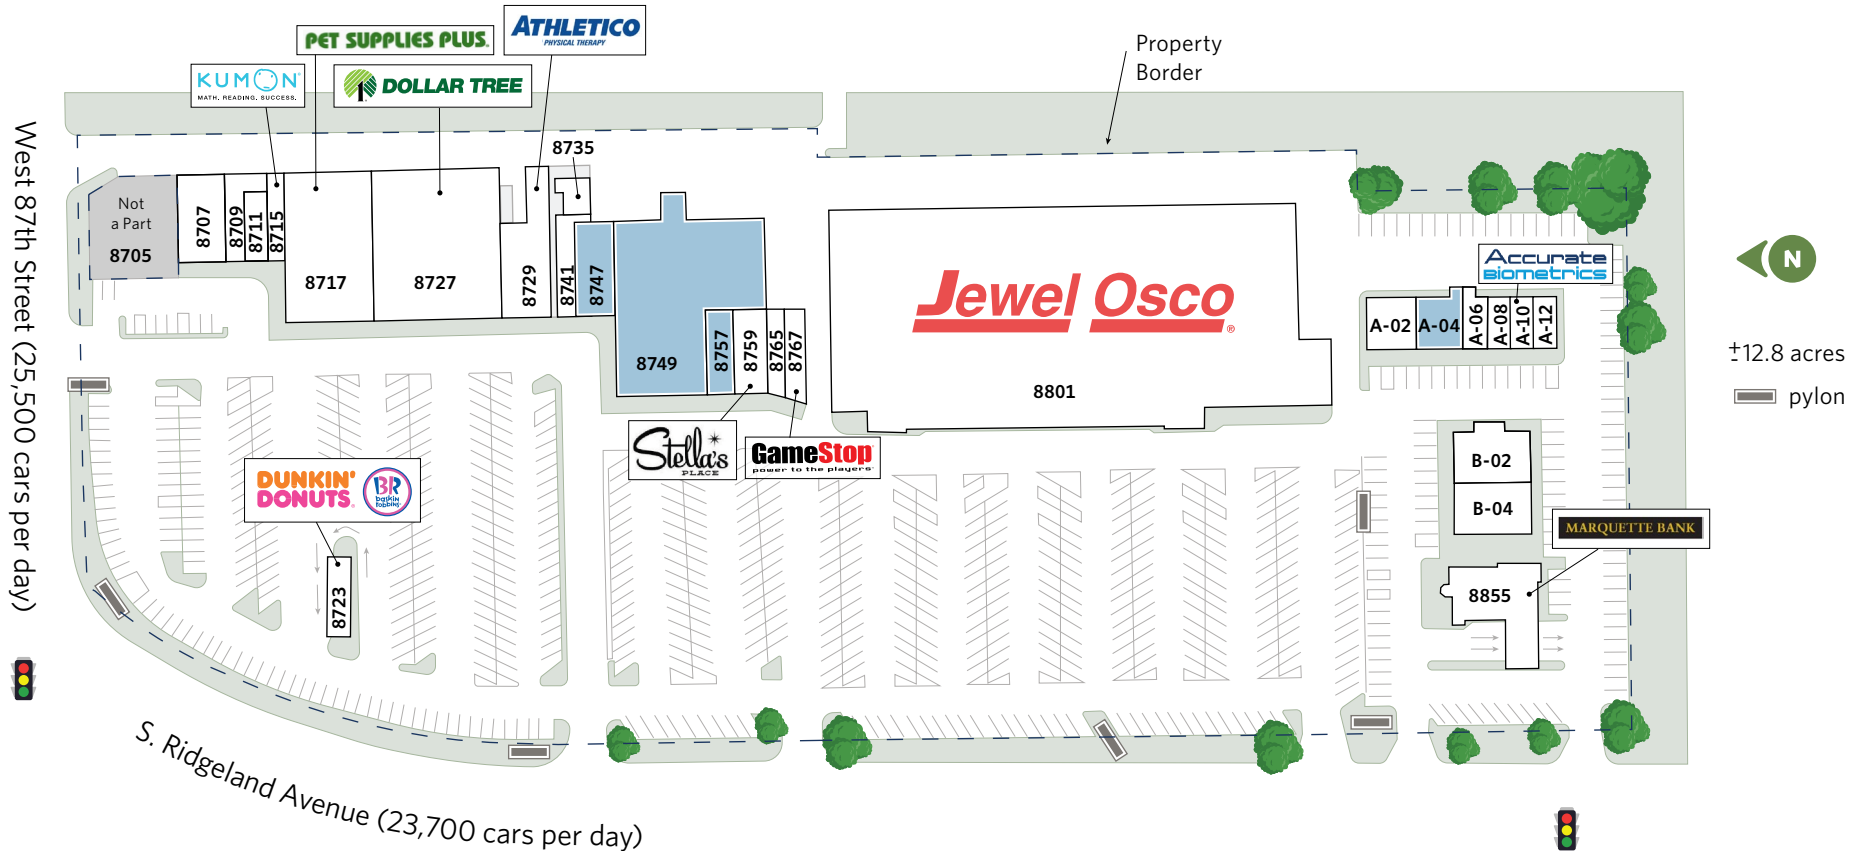 ATHLETICO
PHYSICAL THERAPY
PET SUPPLIES PLUS.
KUMON
MATH. READING. SUCCESS.
DOLLAR TREE
Property
Border
8735
Not
a Part
8705
8707
8709
8711
8715
8717
8727
8729
8741
8747
8749
8757
8759
8765
8767
Jewel Osco
8801
Accurate
Biometrics
A-02
A-04
A-06
A-08
A-10
A-12
N
±12.8 acres
pylon
Stella's
PLACE
GameStop
power to the players
DUNKIN'
DONUTS
BR
baskin
robbins
8723
B-02
B-04
MARQUETTE BANK
8855
West 87th Street (25,500 cars per day)
S. Ridgeland Avenue (23,700 cars per day)